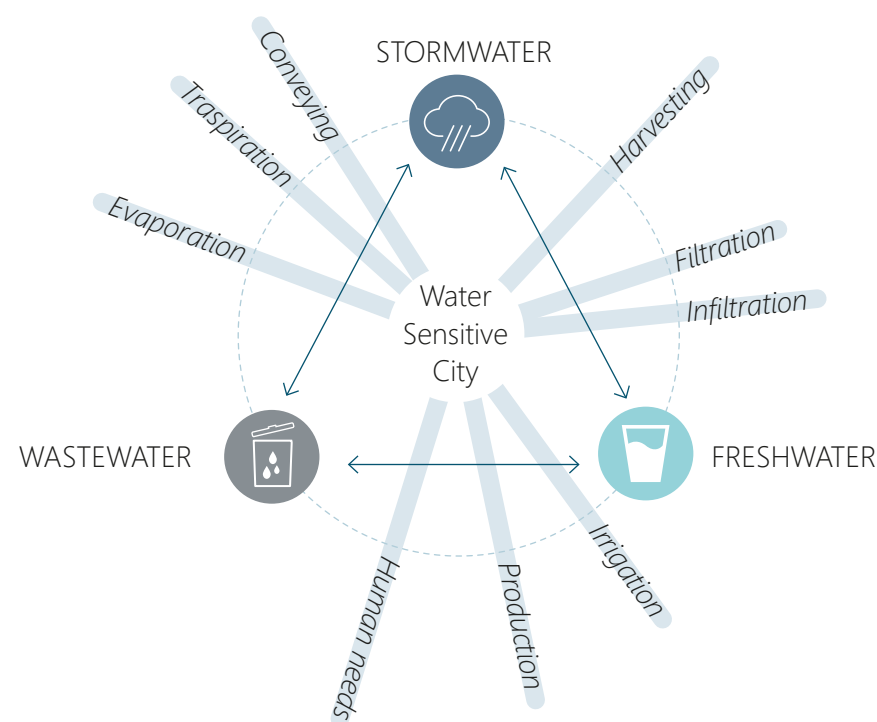 STORMWATER
Conveying
Traspiration
Evaporation
Harvesting
Filtration
Infiltration
Water
Sensitive
City
WASTEWATER
FRESHWATER
Human needs
Production
Irrigation